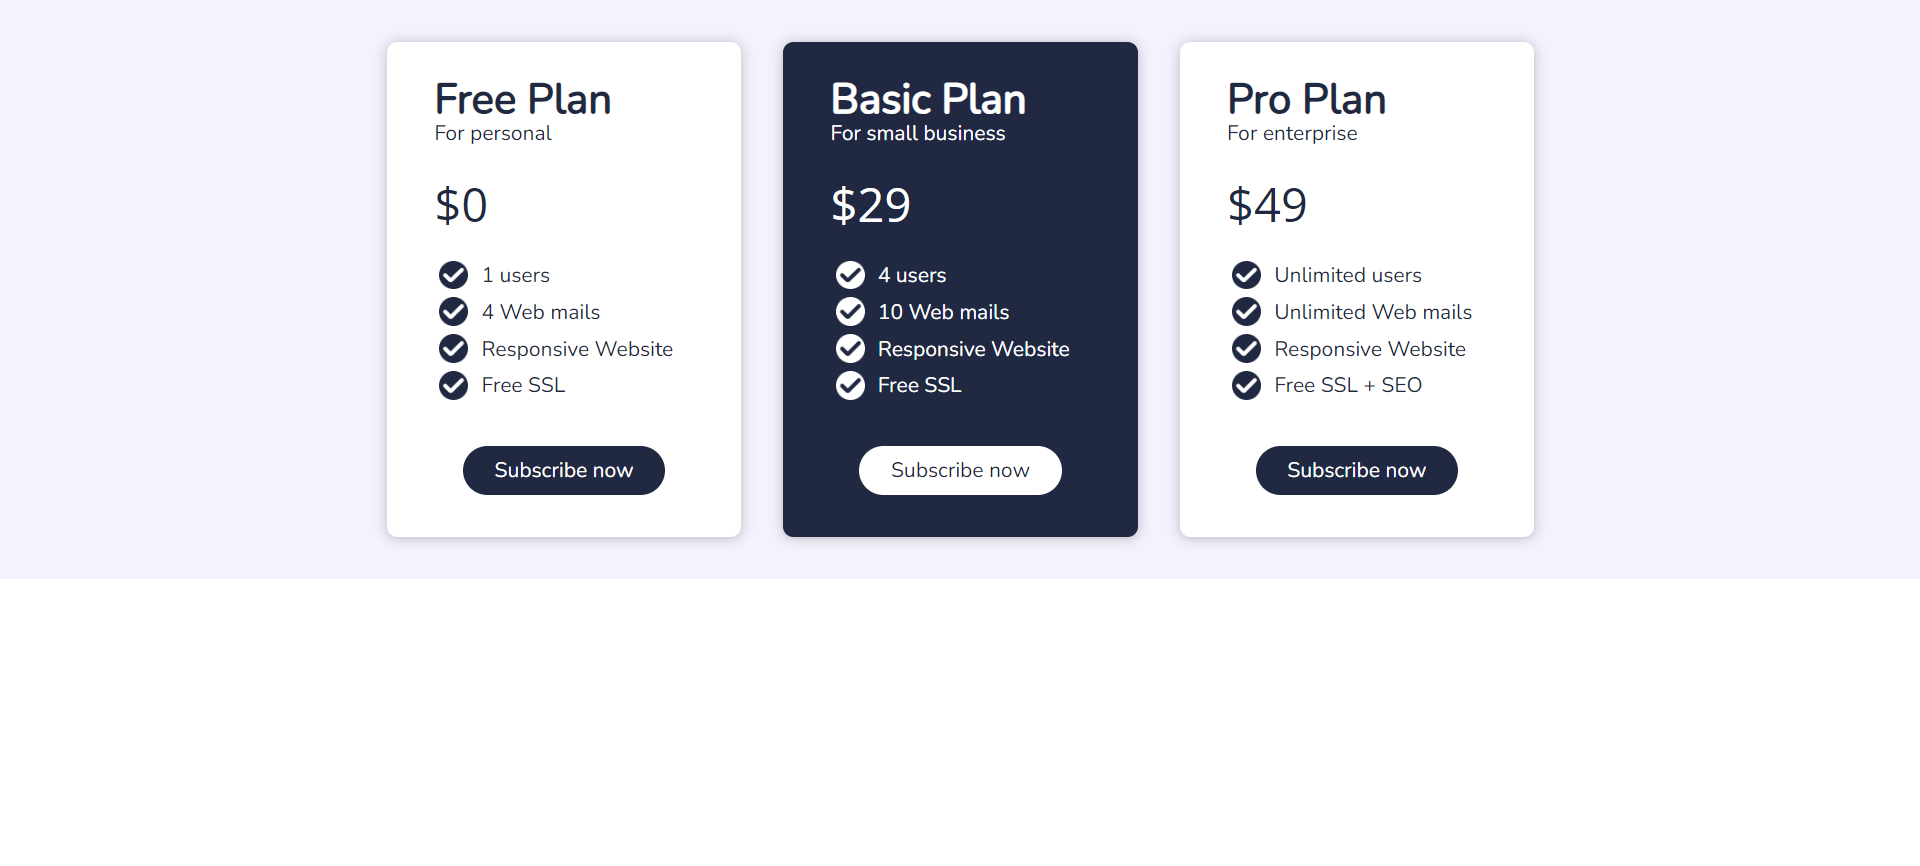 Free Plan
For personal
$0
1 users
4 Web mails
Responsive Website
Free SSL
Subscribe now
Basic Plan
For small business
$29
4 users
10 Web mails
Responsive Website
Free SSL
Subscribe now
Pro Plan
For enterprise
$49
Unlimited users
Unlimited Web mails
Responsive Website
Free SSL + SEO
Subscribe now